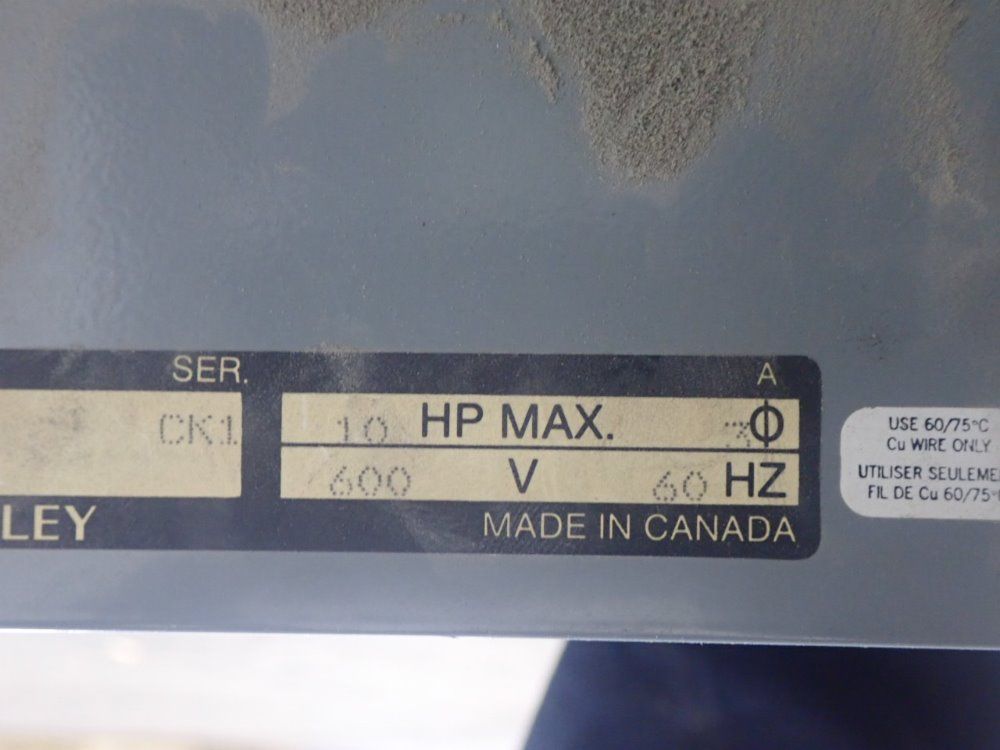 SER. A
CK1 10 HP MAX. 3ϕ
600 V 60 HZ
LEY MADE IN CANADA
USE 60/75°C
Cu WIRE ONLY
UTILISER SEULEME
FIL DE Cu 60/75°